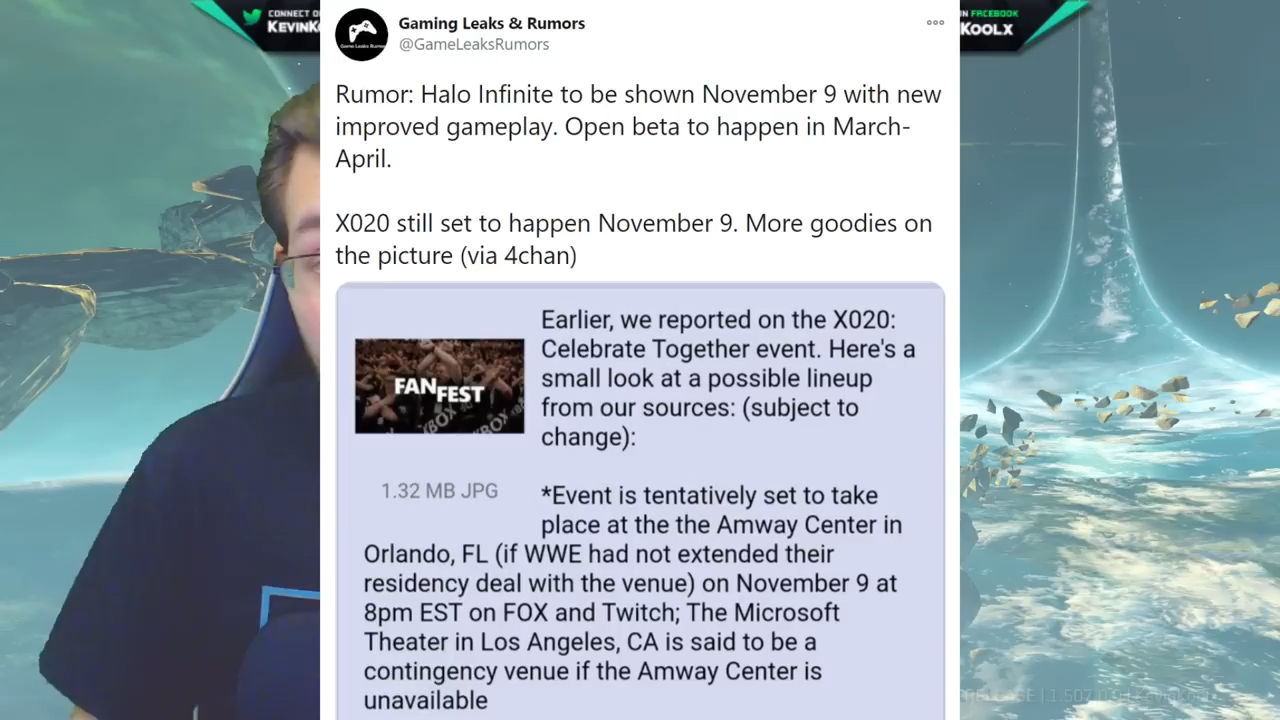 CONNECT O
KEVINK
Gaming Leaks & Rumors
@GameLeaksRumors
IN FACEBOOK
KOOLX
Rumor: Halo Infinite to be shown November 9 with new
improved gameplay. Open beta to happen in March-
April.
X020 still set to happen November 9. More goodies on
the picture (via 4chan)
FANFEST
XBOX
1.32 MB JPG
Earlier, we reported on the X020:
Celebrate Together event. Here's a
small look at a possible lineup
from our sources: (subject to
change):
*Event is tentatively set to take
place at the the Amway Center in
Orlando, FL (if WWE had not extended their
residency deal with the venue) on November 9 at
8pm EST on FOX and Twitch; The Microsoft
Theater in Los Angeles, CA is said to be a
contingency venue if the Amway Center is
unavailable